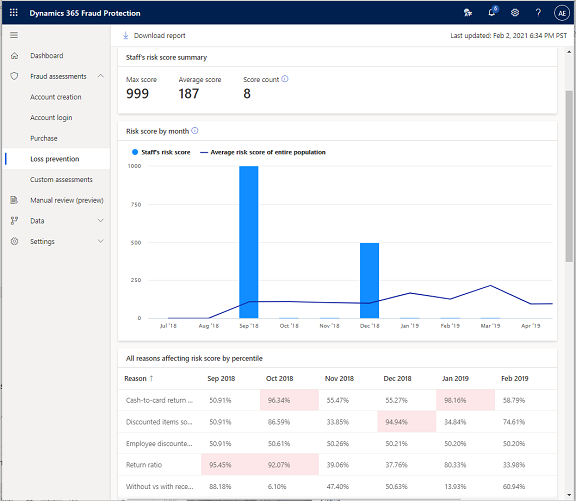 Dynamics 365 Fraud Protection
6
?
AE
Download report
Last updated: Feb 2, 2021 6:34 PM PST
Dashboard
Fraud assessments
Account creation
Account login
Purchase
Loss prevention
Custom assessments
Manual review (preview)
Data
Settings
Staff's risk score summary
Max score Average score Score count
999 187 8
Risk score by month
Staff's risk score Average risk score of entire population
1000
750
500
250
0
Jul '18 Aug '18 Sep '18 Oct '18 Nov '18 Dec '18 Jan '19 Feb '19 Mar '19 Apr '19
All reasons affecting risk score by percentile
Reason ↑ Sep 2018 Oct 2018 Nov 2018 Dec 2018 Jan 2019 Feb 2019
Cash-to-card return ... 50.91% 96.34% 55.47% 55.27% 98.16% 58.79%
Discounted items so... 50.91% 86.59% 33.85% 94.94% 34.84% 74.61%
Employee discounte... 50.91% 50.61% 50.26% 50.21% 50.20% 50.20%
Return ratio 95.45% 92.07% 39.06% 37.76% 80.33% 33.98%
Without vs with rece... 88.18% 6.10% 47.40% 50.63% 13.93% 60.94%